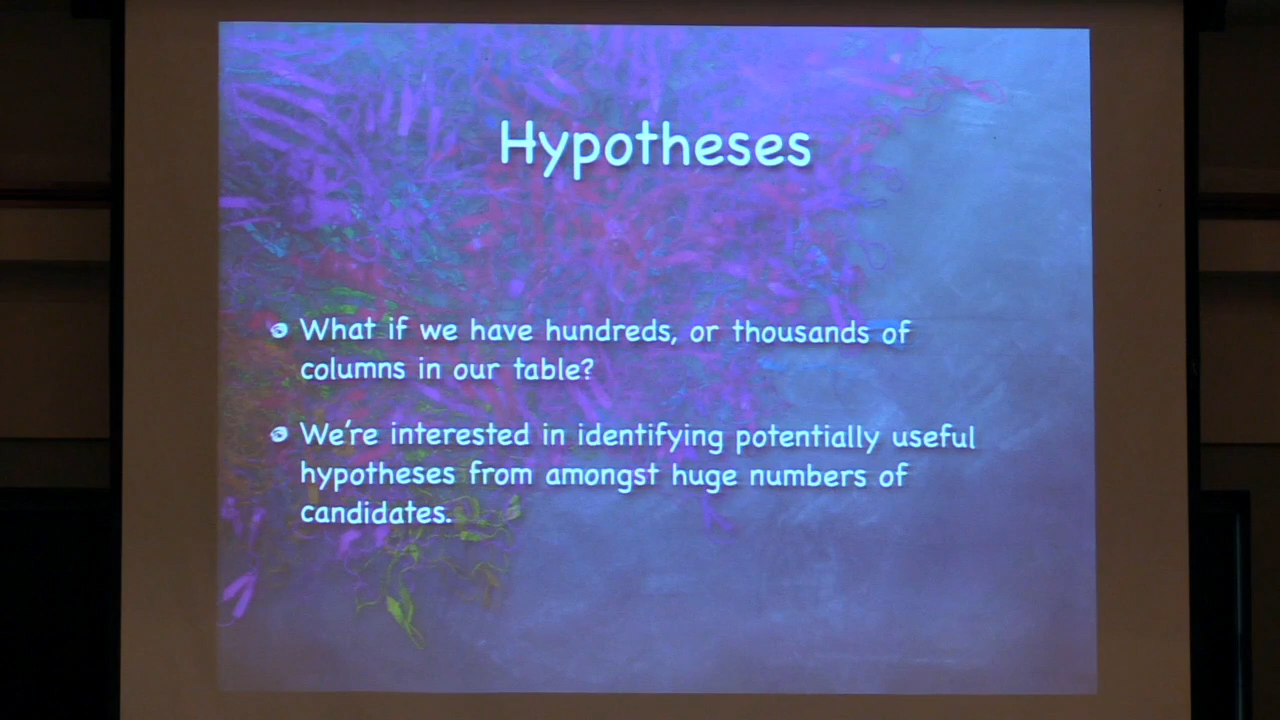 Hypotheses
What if we have hundreds, or thousands of
columns in our table?
We're interested in identifying potentially useful
hypotheses from amongst huge numbers of
candidates.